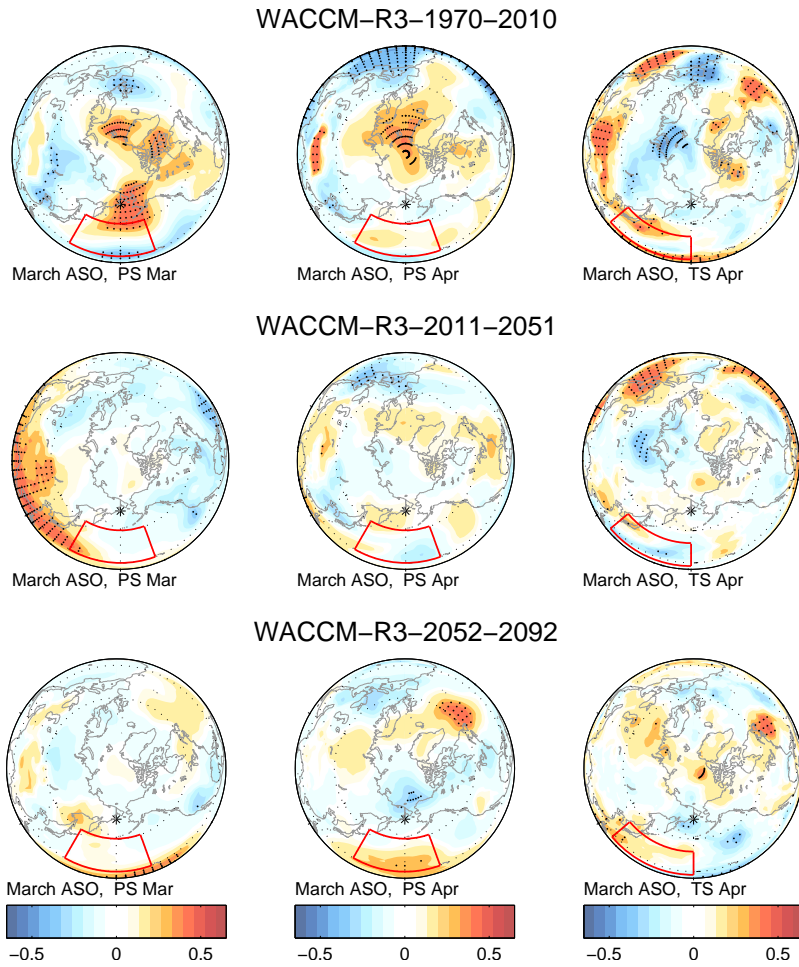 WACCM−R3−1970−2010
March ASO, PS Mar
March ASO, PS Apr
March ASO, TS Apr
WACCM−R3−2011−2051
March ASO, PS Mar
March ASO, PS Apr
March ASO, TS Apr
WACCM−R3−2052−2092
March ASO, PS Mar
March ASO, PS Apr
March ASO, TS Apr
−0.5 0 0.5
−0.5 0 0.5
−0.5 0 0.5